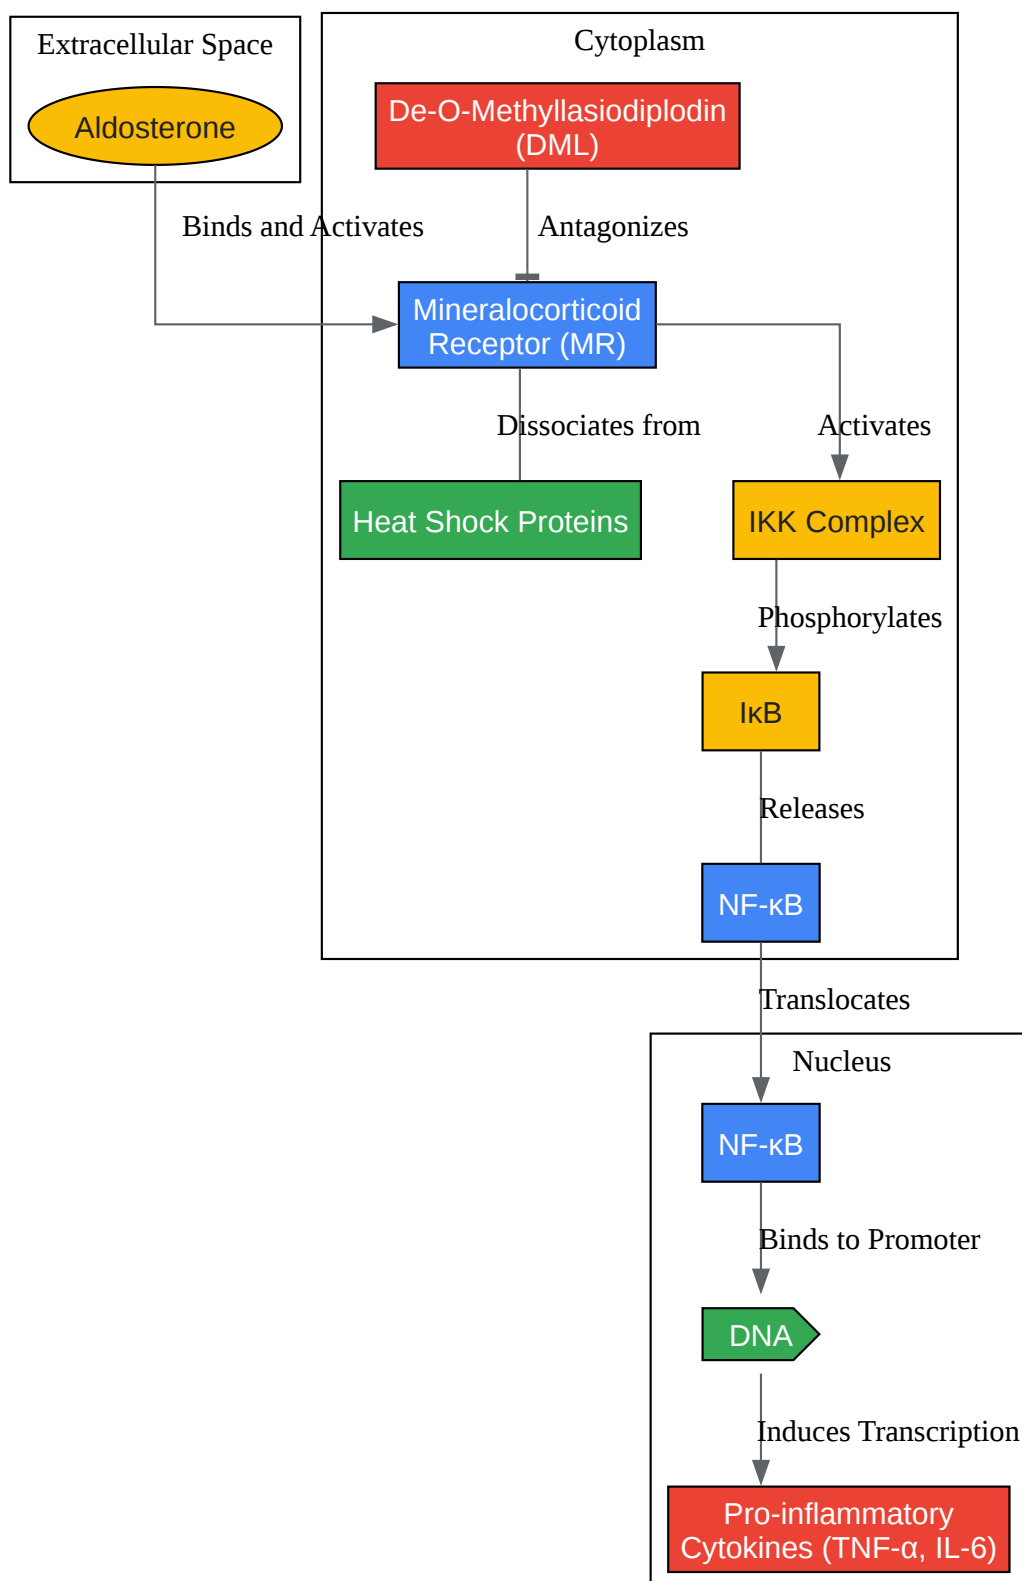 Extracellular Space
Cytoplasm
Aldosterone
De-O-Methyllasiodiplodin
(DML)
Binds and Activates
Antagonizes
Mineralocorticoid
Receptor (MR)
Dissociates from
Activates
Heat Shock Proteins
IKK Complex
Phosphorylates
IκB
Releases
NF-κB
Translocates
Nucleus
NF-κB
Binds to Promoter
DNA
Induces Transcription
Pro-inflammatory
Cytokines (TNF-α, IL-6)